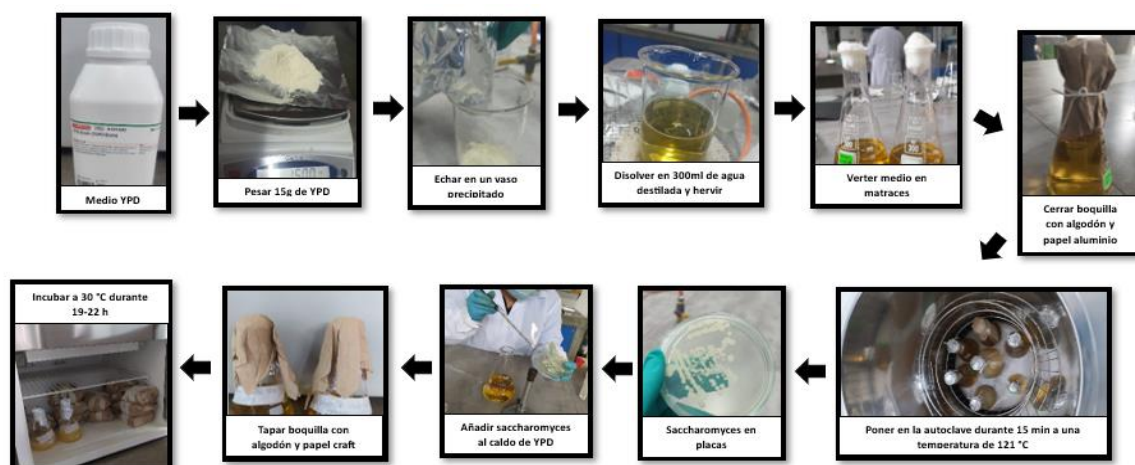 Medio YPD
Pesar 15g de YPD
Echar en un vaso
precipitado
Disolver en 300ml de agua
destilada y hervir
Verter medio en
matraces
Cerrar boquilla
con algodón y
papel aluminio
Poner en la autoclave durante 15 min a una
temperatura de 121 °C
Saccharomyces en
placas
Añadir saccharomyces
al caldo de YPD
Tapar boquilla con
algodón y papel craft
Incubar a 30 °C durante
19-22 h